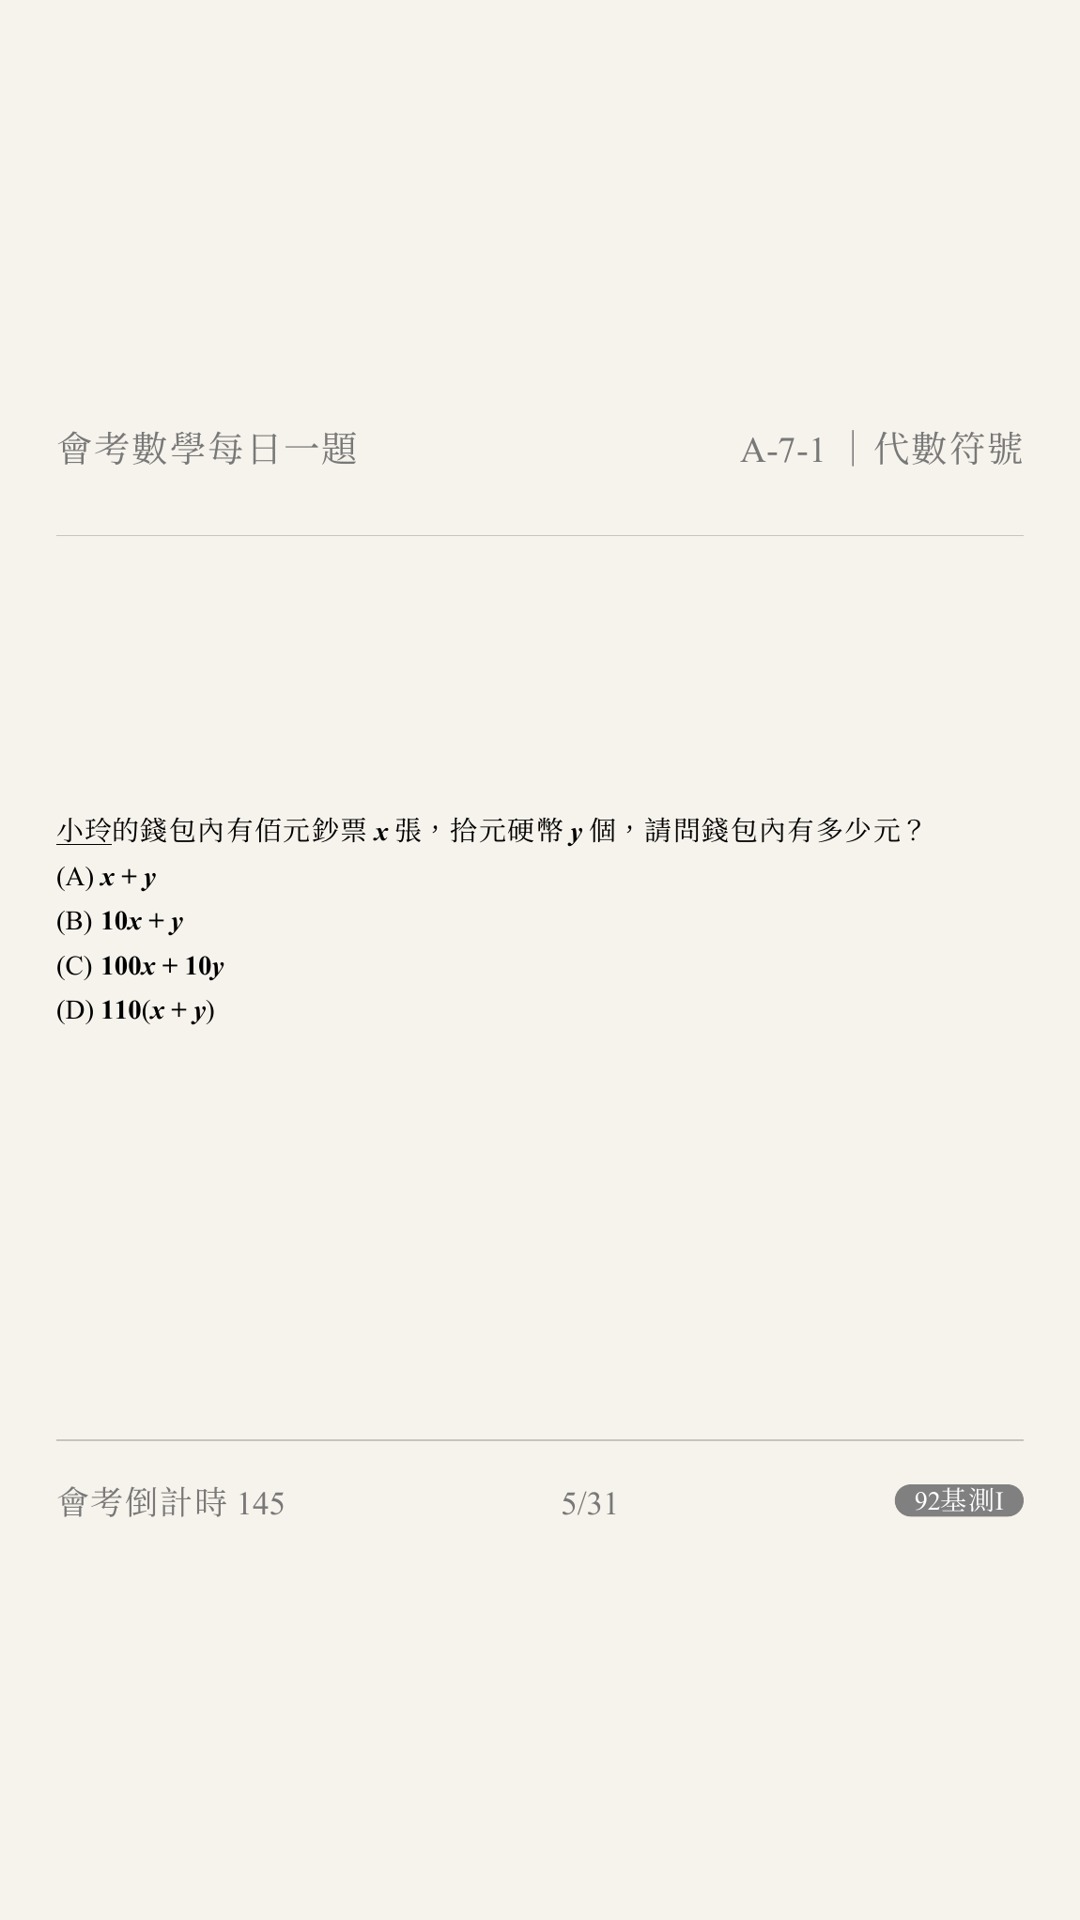 會考數學每日一題
A-7-1 | 代數符號
小玲的錢包內有佰元鈔票 x 張，拾元硬幣 y 個，請問錢包內有多少元？
(A) x + y
(B) 10x + y
(C) 100x + 10y
(D) 110(x + y)
會考倒計時 145
5/31
92基測I